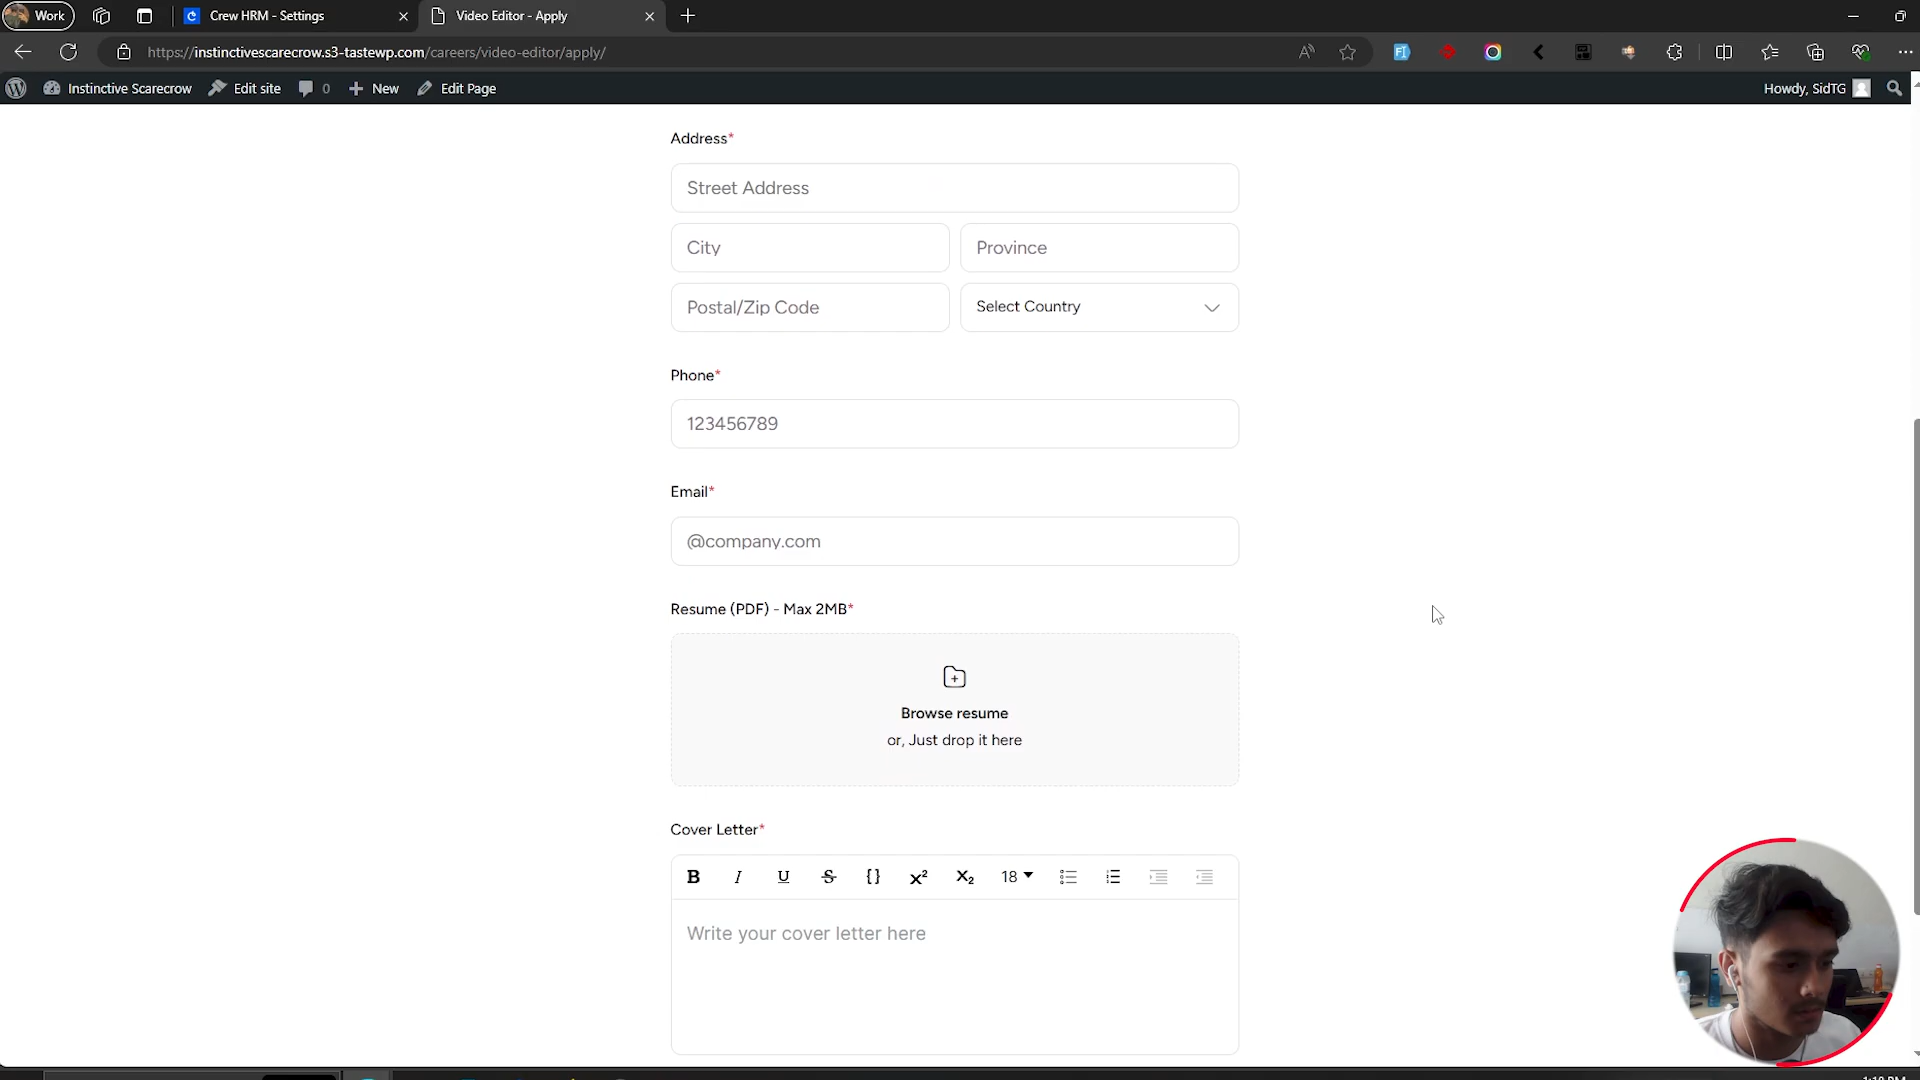 Work
Crew HRM - Settings
Video Editor - Apply
https://instinctivescarecrow.s3-tastewp.com/careers/video-editor/apply/
Instinctive Scarecrow
Edit site
0
New
Edit Page
Howdy, SidTG
Address*
Street Address
City
Province
Postal/Zip Code
Select Country
Phone*
123456789
Email*
@company.com
Resume (PDF) - Max 2MB*
Browse resume
or, Just drop it here
Cover Letter*
B I U S {} x² X₂ 18
Write your cover letter here